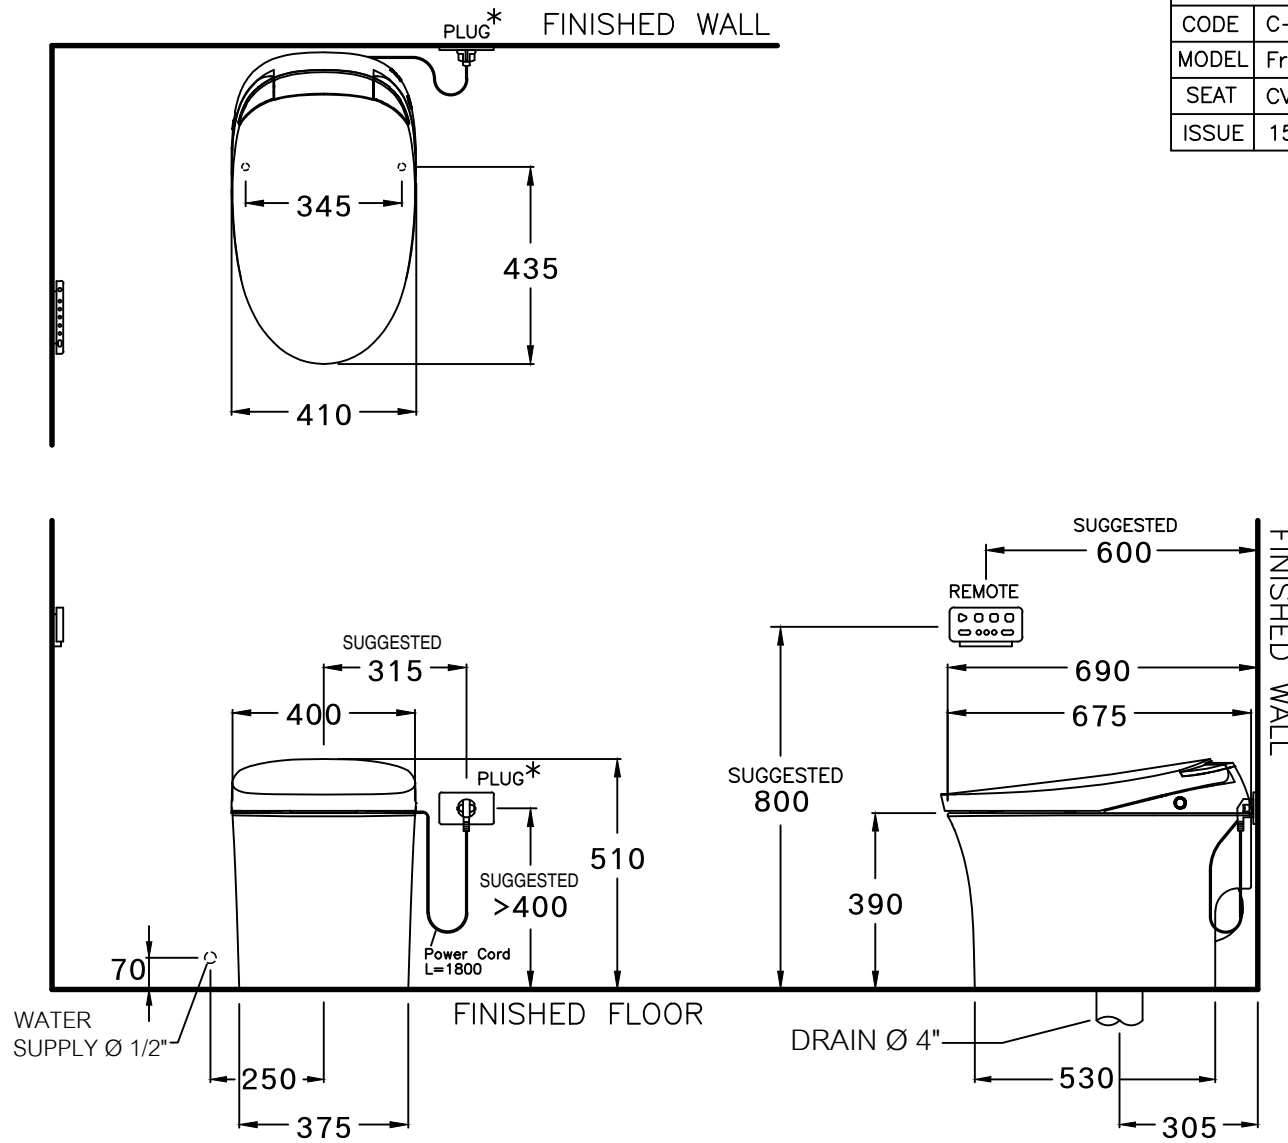 PLUG* FINISHED WALL
CODE C-
MODEL Fr
SEAT CV
ISSUE 15
345
435
410
SUGGESTED
600
REMOTE
FINISHED WALL
SUGGESTED
315
690
400
675
PLUG*
SUGGESTED
800
510
SUGGESTED
>400
390
Power Cord
L=1800
70
FINISHED FLOOR
WATER
SUPPLY Ø 1/2"
DRAIN Ø 4"
250
530
375
305